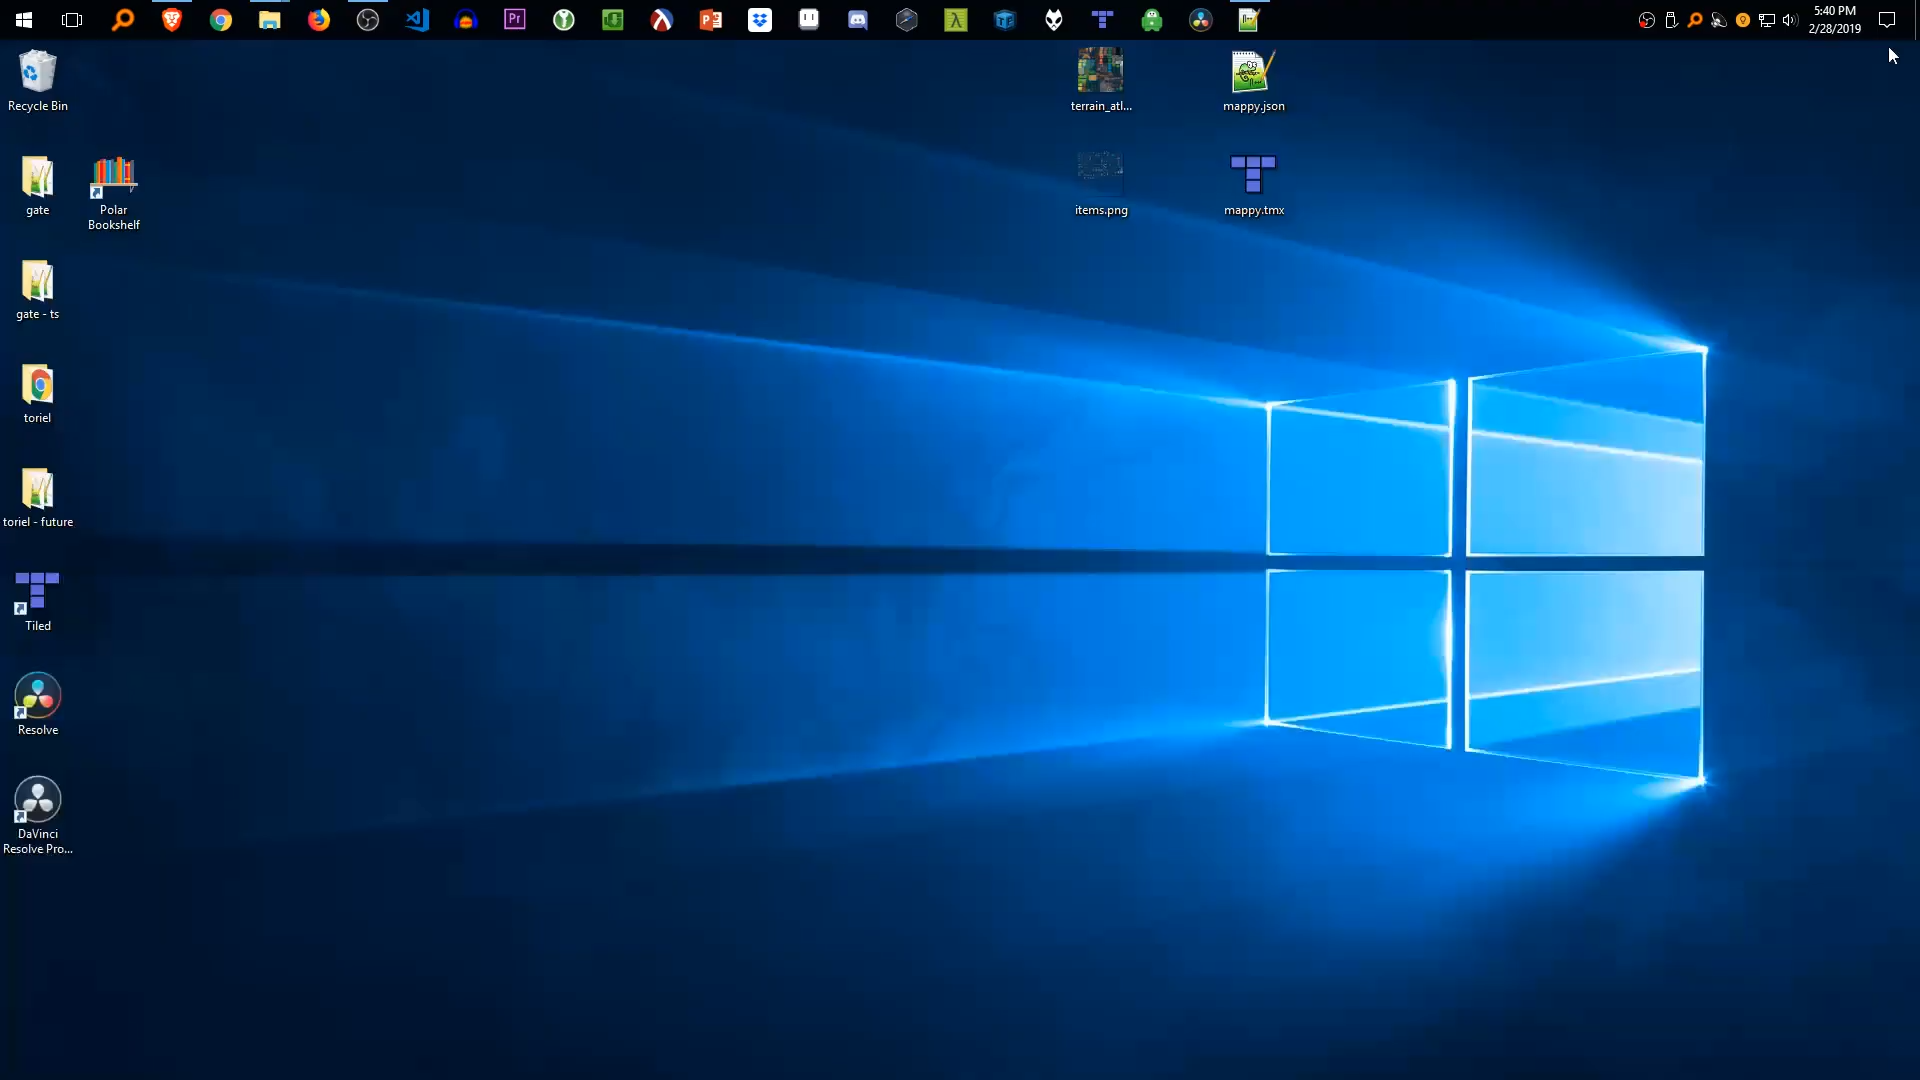 5:40 PM
2/28/2019
Recycle Bin
terrain_atl...
mappy.json
gate
Polar
Bookshelf
items.png
mappy.tmx
gate - ts
toriel
toriel - future
Tiled
Resolve
DaVinci
Resolve Pro...
Pr